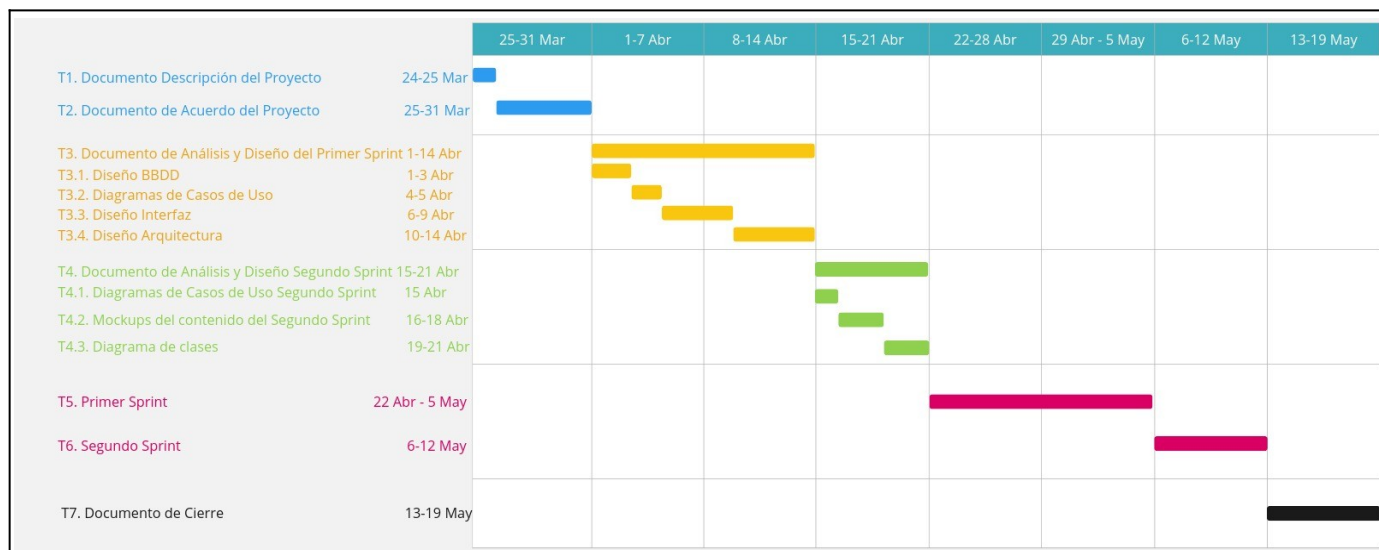 25-31 Mar 1-7 Abr 8-14 Abr 15-21 Abr 22-28 Abr 29 Abr - 5 May 6-12 May 13-19 May
T1. Documento Descripción del Proyecto 24-25 Mar
T2. Documento de Acuerdo del Proyecto 25-31 Mar
T3. Documento de Análisis y Diseño del Primer Sprint 1-14 Abr
T3.1. Diseño BBDD 1-3 Abr
T3.2. Diagramas de Casos de Uso 4-5 Abr
T3.3. Diseño Interfaz 6-9 Abr
T3.4. Diseño Arquitectura 10-14 Abr
T4. Documento de Análisis y Diseño Segundo Sprint 15-21 Abr
T4.1. Diagramas de Casos de Uso Segundo Sprint 15 Abr
T4.2. Mockups del contenido del Segundo Sprint 16-18 Abr
T4.3. Diagrama de clases 19-21 Abr
T5. Primer Sprint 22 Abr - 5 May
T6. Segundo Sprint 6-12 May
T7. Documento de Cierre 13-19 May